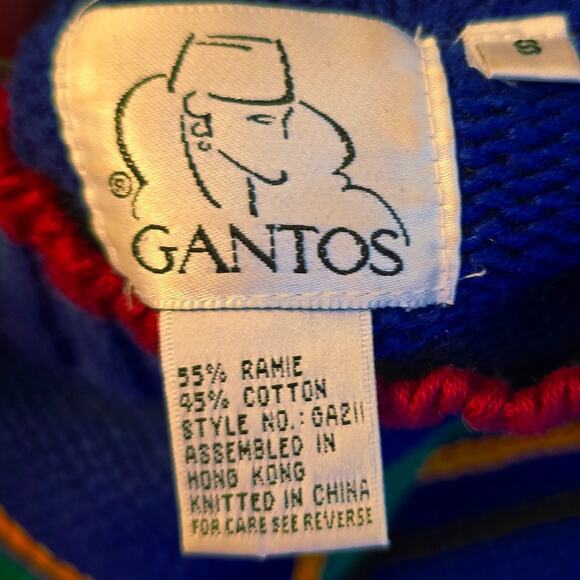 S
®
GANTOS
55% RAMIE
45% COTTON
STYLE NO.: GA211
ASSEMBLED IN
HONG KONG
KNITTED IN CHINA
FOR CARE SEE REVERSE